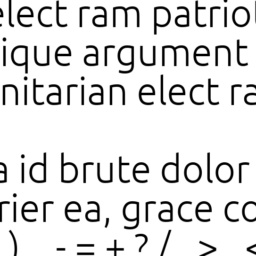 elect ram patriot
ique argument
nitarian elect ra
a id brute dolor
rier ea, grace co
) - = + ? / > <